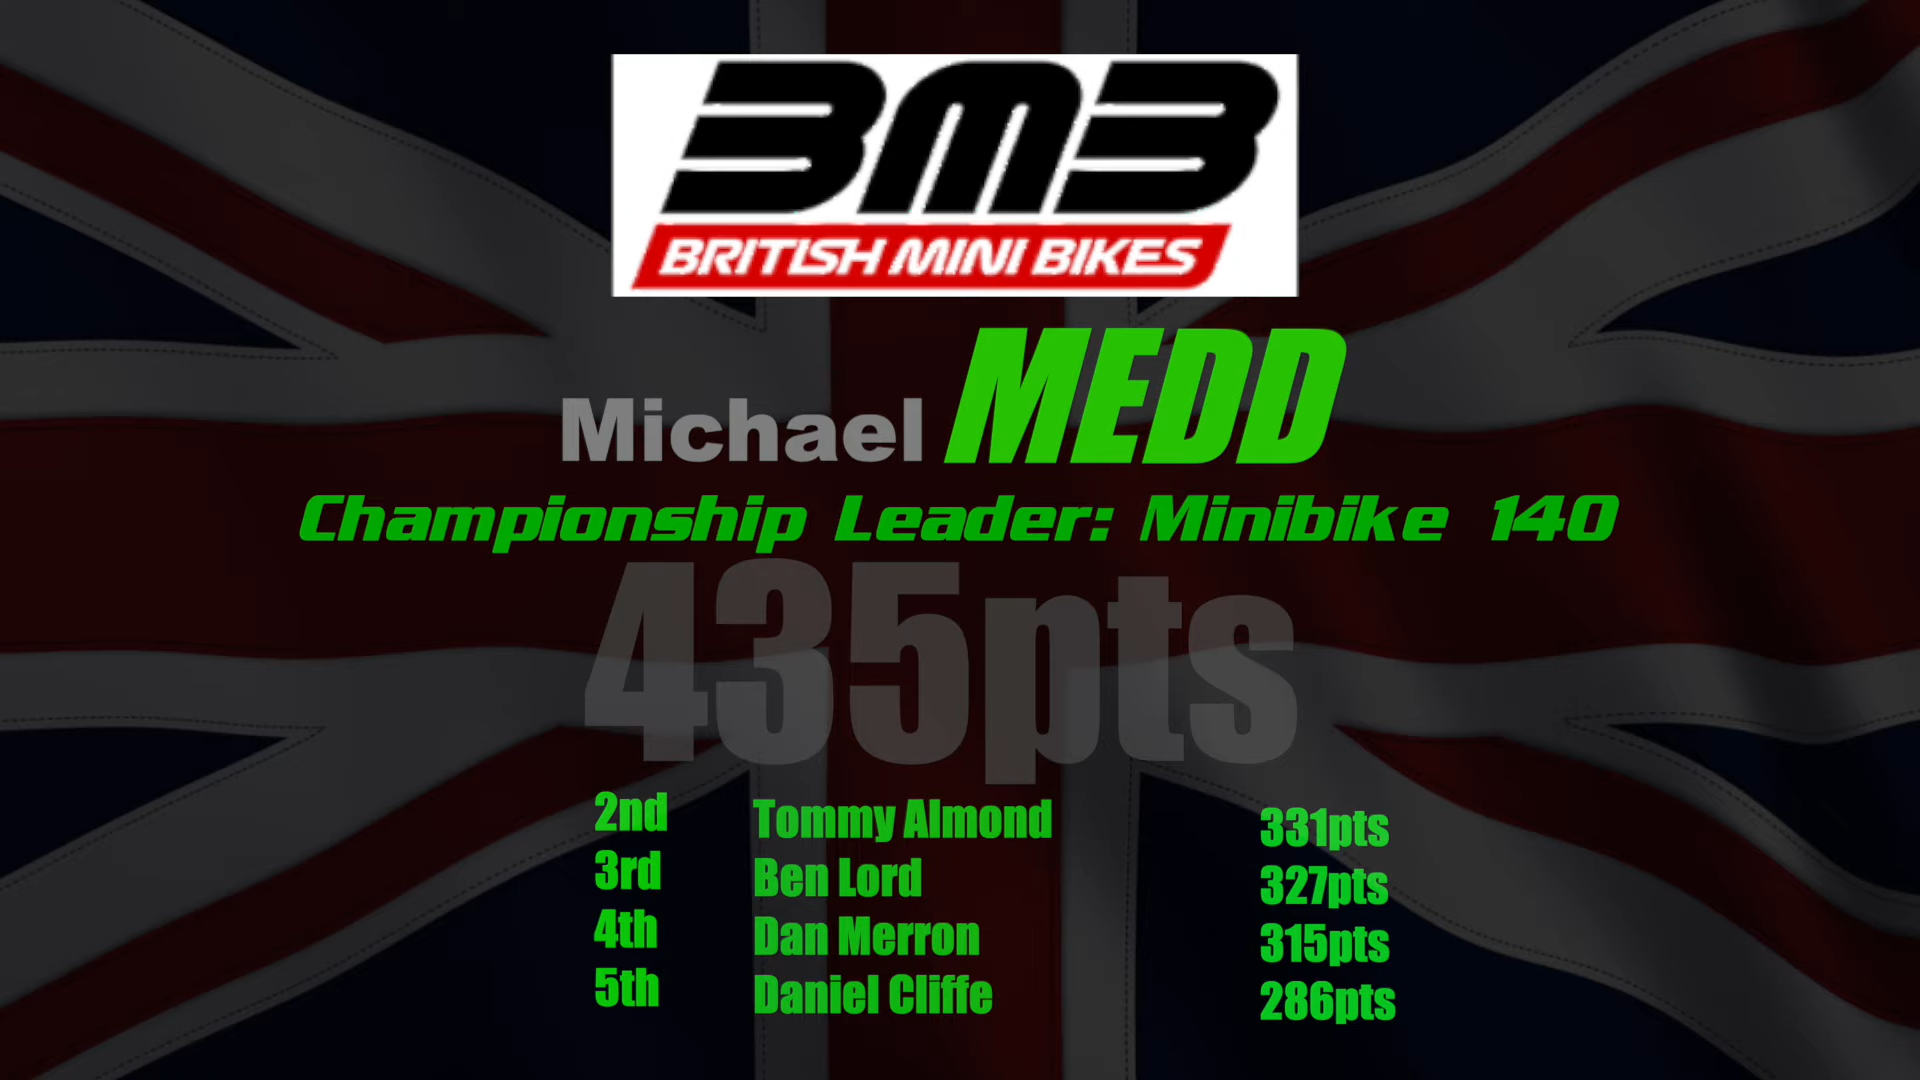 BMB
BRITISH MINI BIKES
Michael MEDD
Championship Leader: Minibike 140
435pts
2nd Tommy Almond 331pts
3rd Ben Lord 327pts
4th Dan Merron 315pts
5th Daniel Cliffe 286pts